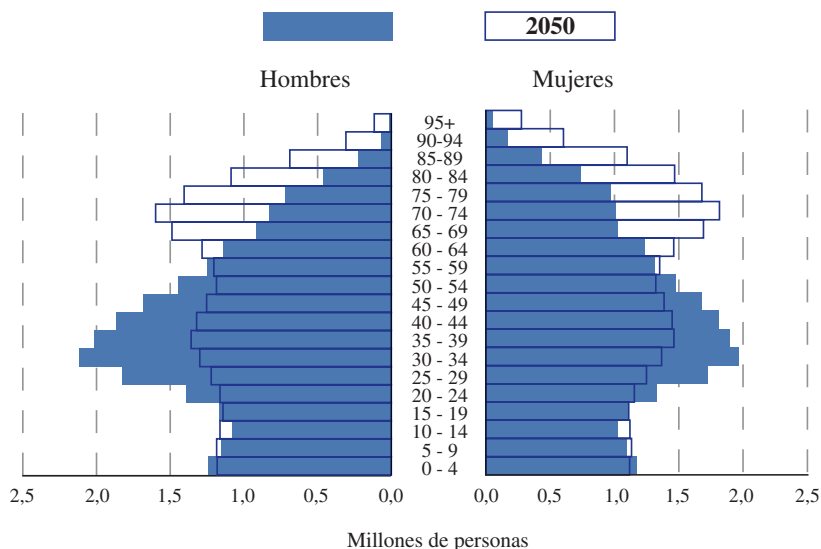 2050
Hombres Mujeres
95+
90-94
85-89
80 - 84
75 - 79
70 - 74
65 - 69
60 - 64
55 - 59
50 - 54
45 - 49
40 - 44
35 - 39
30 - 34
25 - 29
20 - 24
15 - 19
10 - 14
5 - 9
0 - 4
2,5 2,0 1,5 1,0 0,5 0,0 0,0 0,5 1,0 1,5 2,0 2,5
Millones de personas